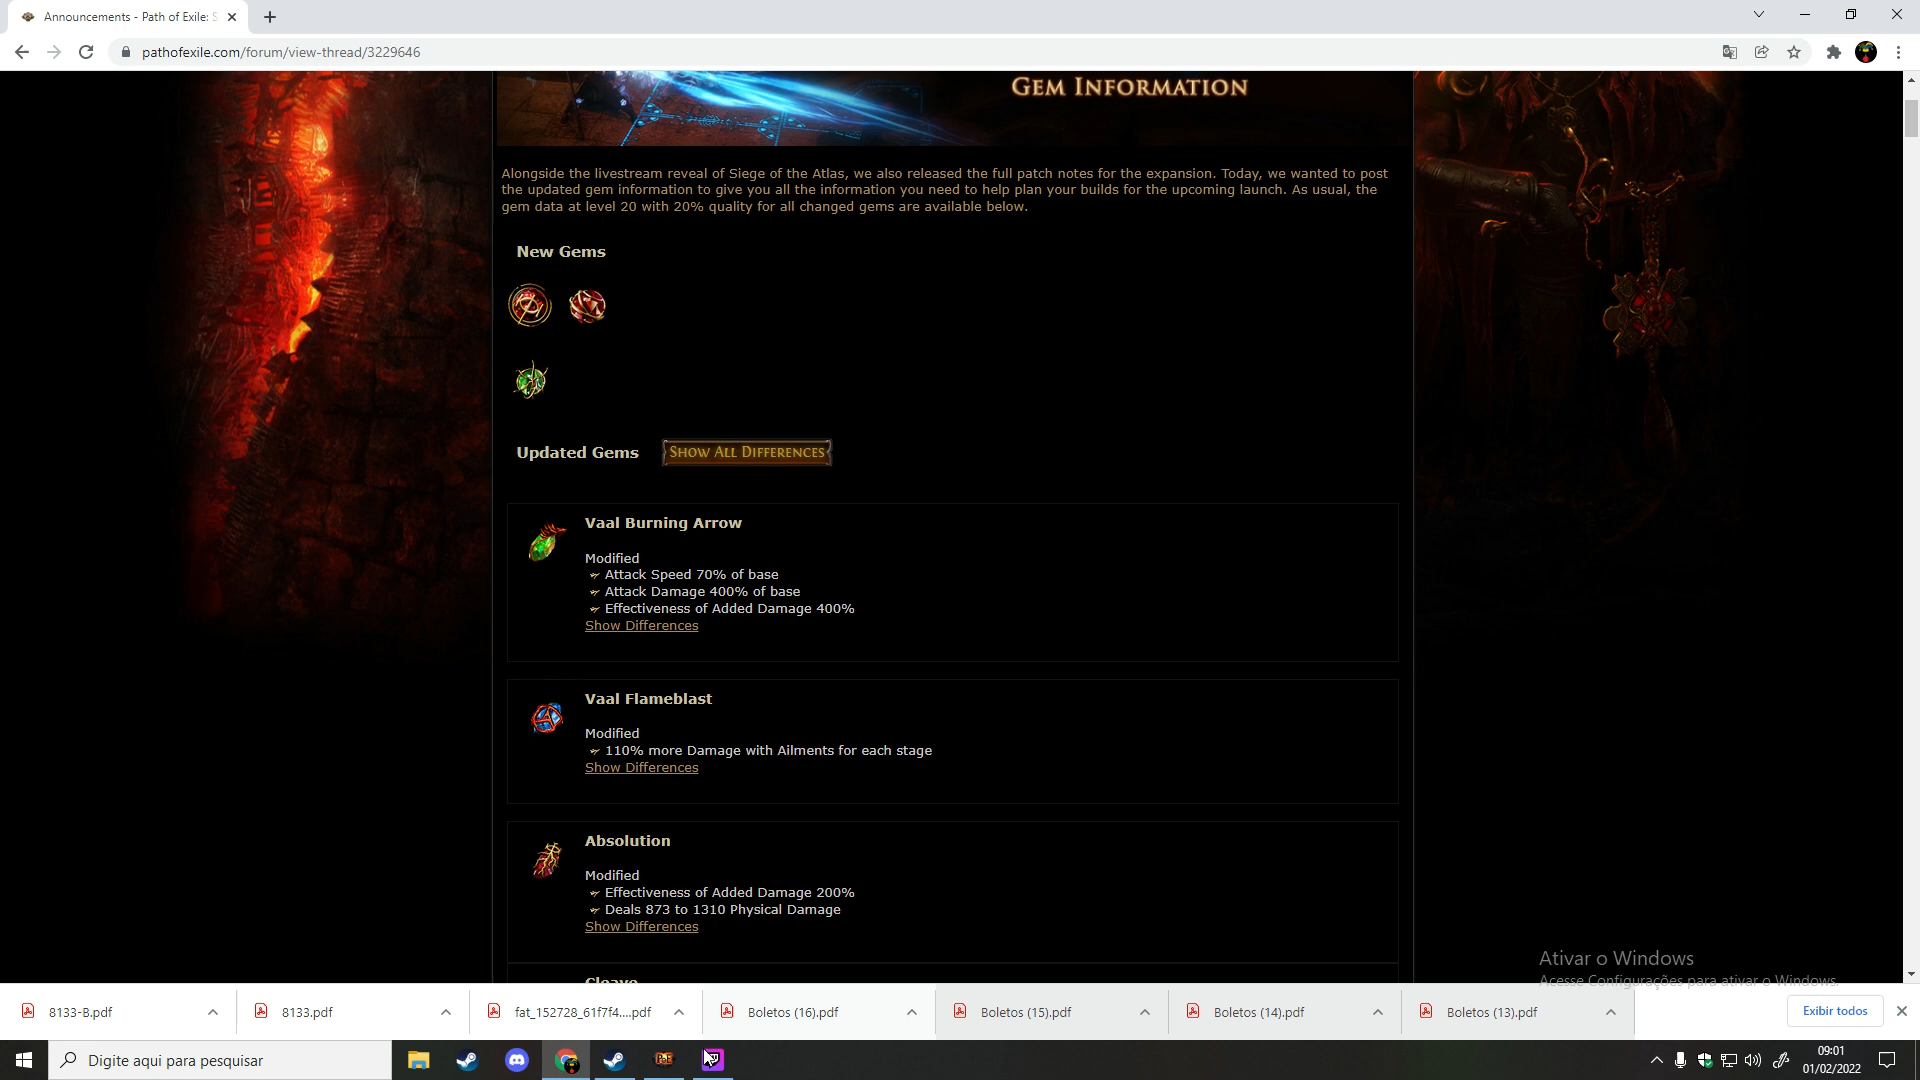 Announcements - Path of Exile: S
pathofexile.com/forum/view-thread/3229646
GEM INFORMATION
Alongside the livestream reveal of Siege of the Atlas, we also released the full patch notes for the expansion. Today, we wanted to post
the updated gem information to give you all the information you need to help plan your builds for the upcoming launch. As usual, the
gem data at level 20 with 20% quality for all changed gems are available below.
New Gems
Updated Gems SHOW ALL DIFFERENCES
Vaal Burning Arrow
Modified
Attack Speed 70% of base
Attack Damage 400% of base
Effectiveness of Added Damage 400%
Show Differences
Vaal Flameblast
Modified
110% more Damage with Ailments for each stage
Show Differences
Absolution
Modified
Effectiveness of Added Damage 200%
Deals 873 to 1310 Physical Damage
Show Differences
Cleave
Ativar o Windows
Acesse Configurações para ativar o Windows.
8133-B.pdf 8133.pdf fat_152728_61f7f4....pdf Boletos (16).pdf Boletos (15).pdf Boletos (14).pdf Boletos (13).pdf Exibir todos
Digite aqui para pesquisar
PoE
09:01
01/02/2022